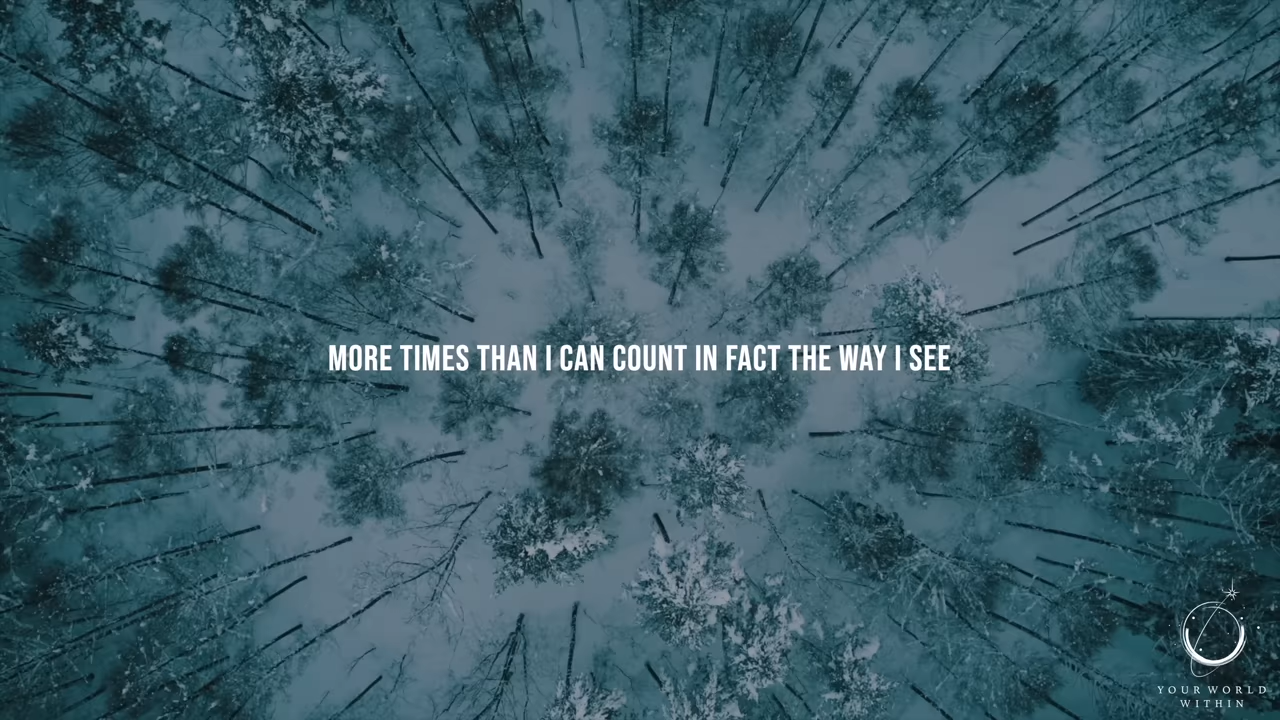 MORE TIMES THAN I CAN COUNT IN FACT THE WAY I SEE
YOUR WORLD
WITHIN